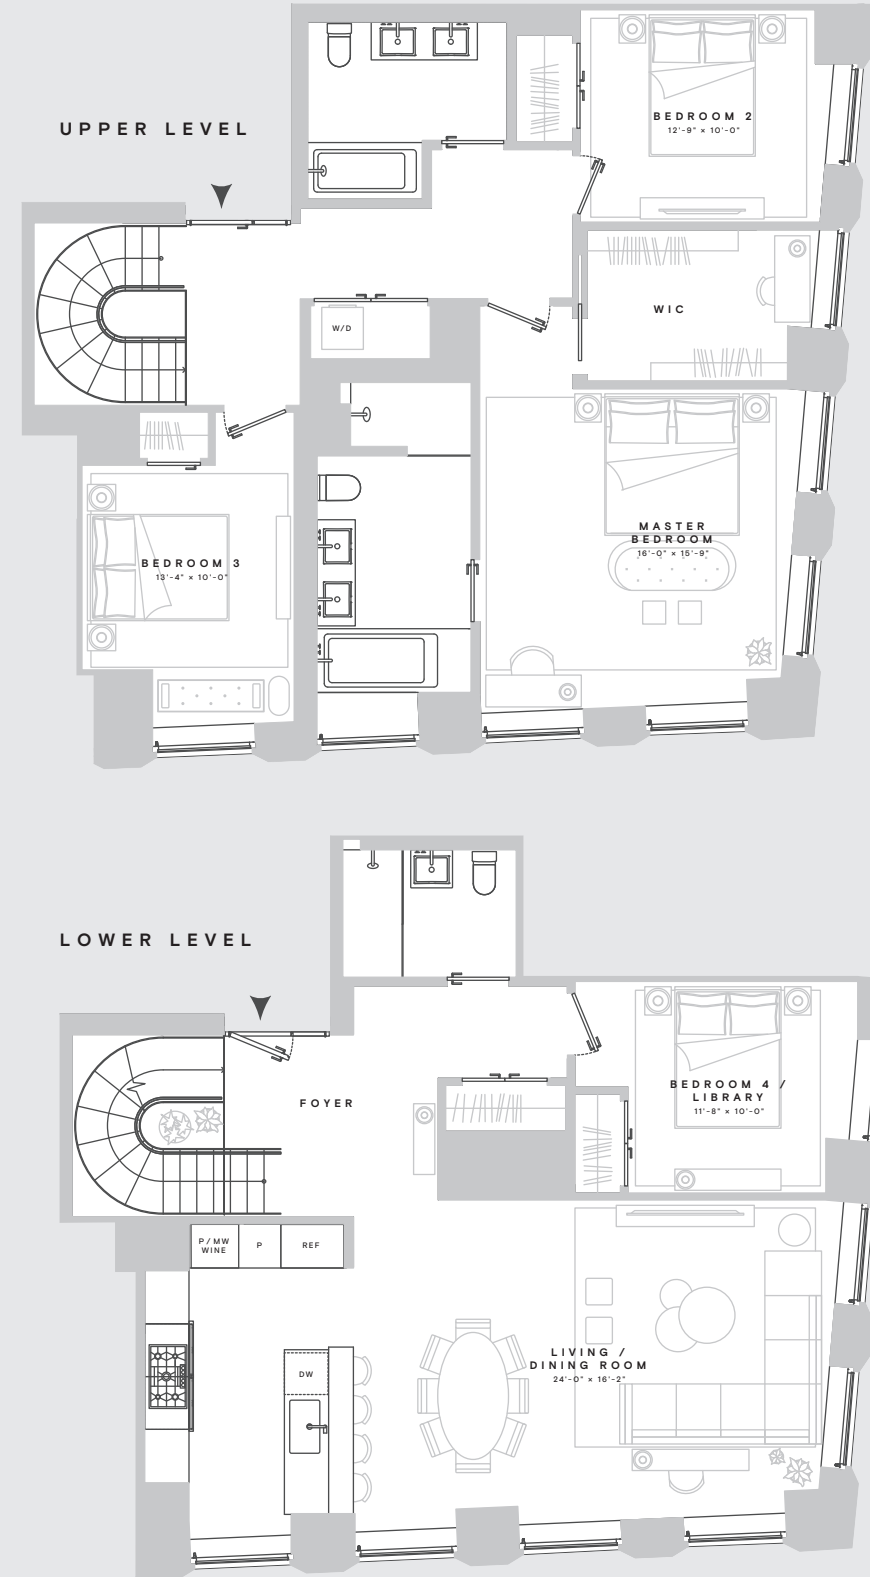 BEDROOM 2
12'-9" × 10'-0"
UPPER LEVEL
WIC
W/D
MASTER
BEDROOM
16'-0" × 15'-9"
BEDROOM 3
13'-4" × 10'-0"
LOWER LEVEL
FOYER
BEDROOM 4 /
LIBRARY
11'-8" × 10'-0"
P/MW
WINE
P
REF
LIVING /
DINING ROOM
24'-0" × 16'-2"
DW